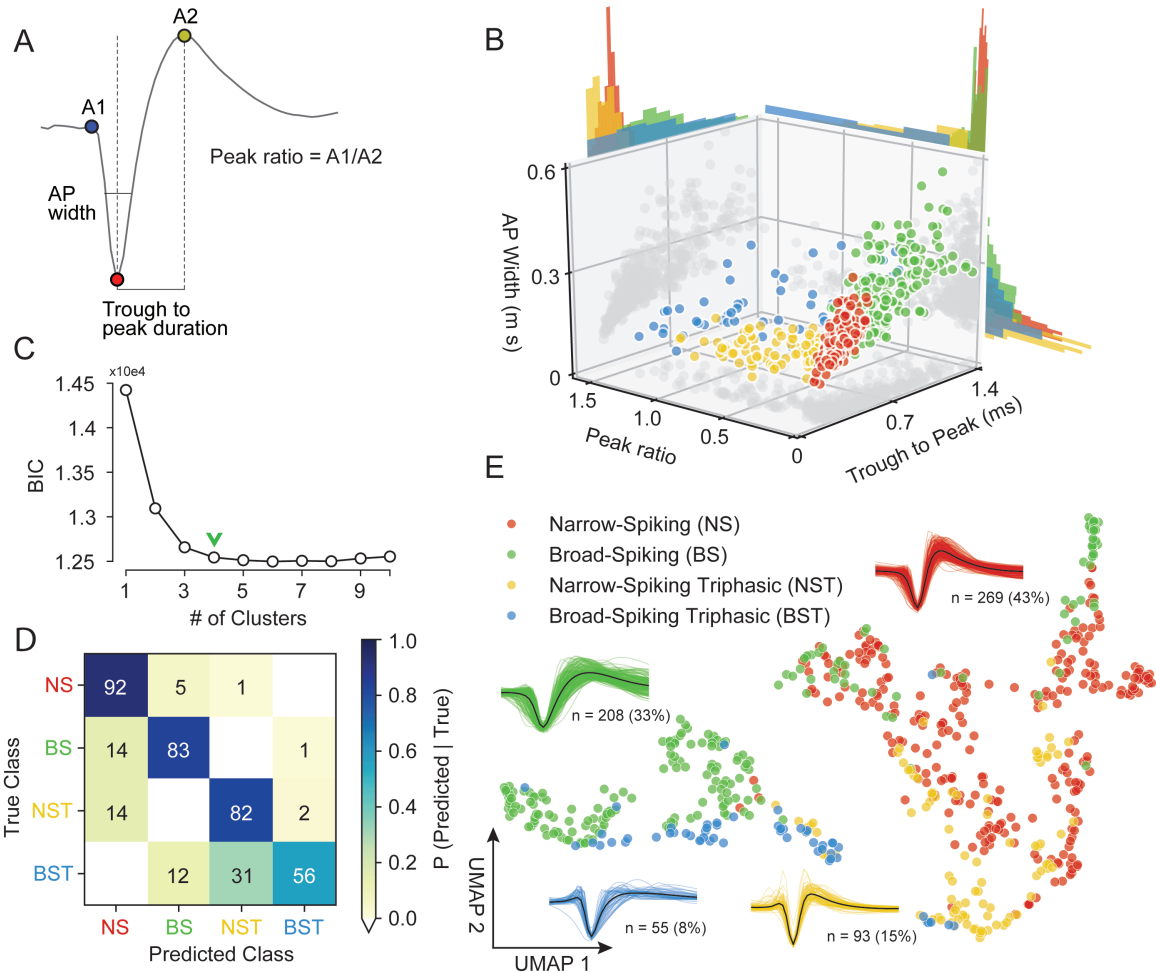 A
A2
A1
Peak ratio = A1/A2
AP
width
Trough to
peak duration
B
0.6
0.3
0
AP Width (m s)
1.5
1.0
0.5
0
Peak ratio
0.7
1.4
Trough to Peak (ms)
C
x10e4
1.45
1.4
1.35
1.3
1.25
BIC
1 3 5 7 9
# of Clusters
D
True Class
NS 92 5 1
BS 14 83 1
NST 14 82 2
BST 12 31 56
NS BS NST BST
Predicted Class
1.0
0.8
0.6
0.4
0.2
0.0
P (Predicted | True)
E
Narrow-Spiking (NS)
Broad-Spiking (BS)
Narrow-Spiking Triphasic (NST)
Broad-Spiking Triphasic (BST)
n = 269 (43%)
n = 208 (33%)
n = 55 (8%)
n = 93 (15%)
UMAP 2
UMAP 1